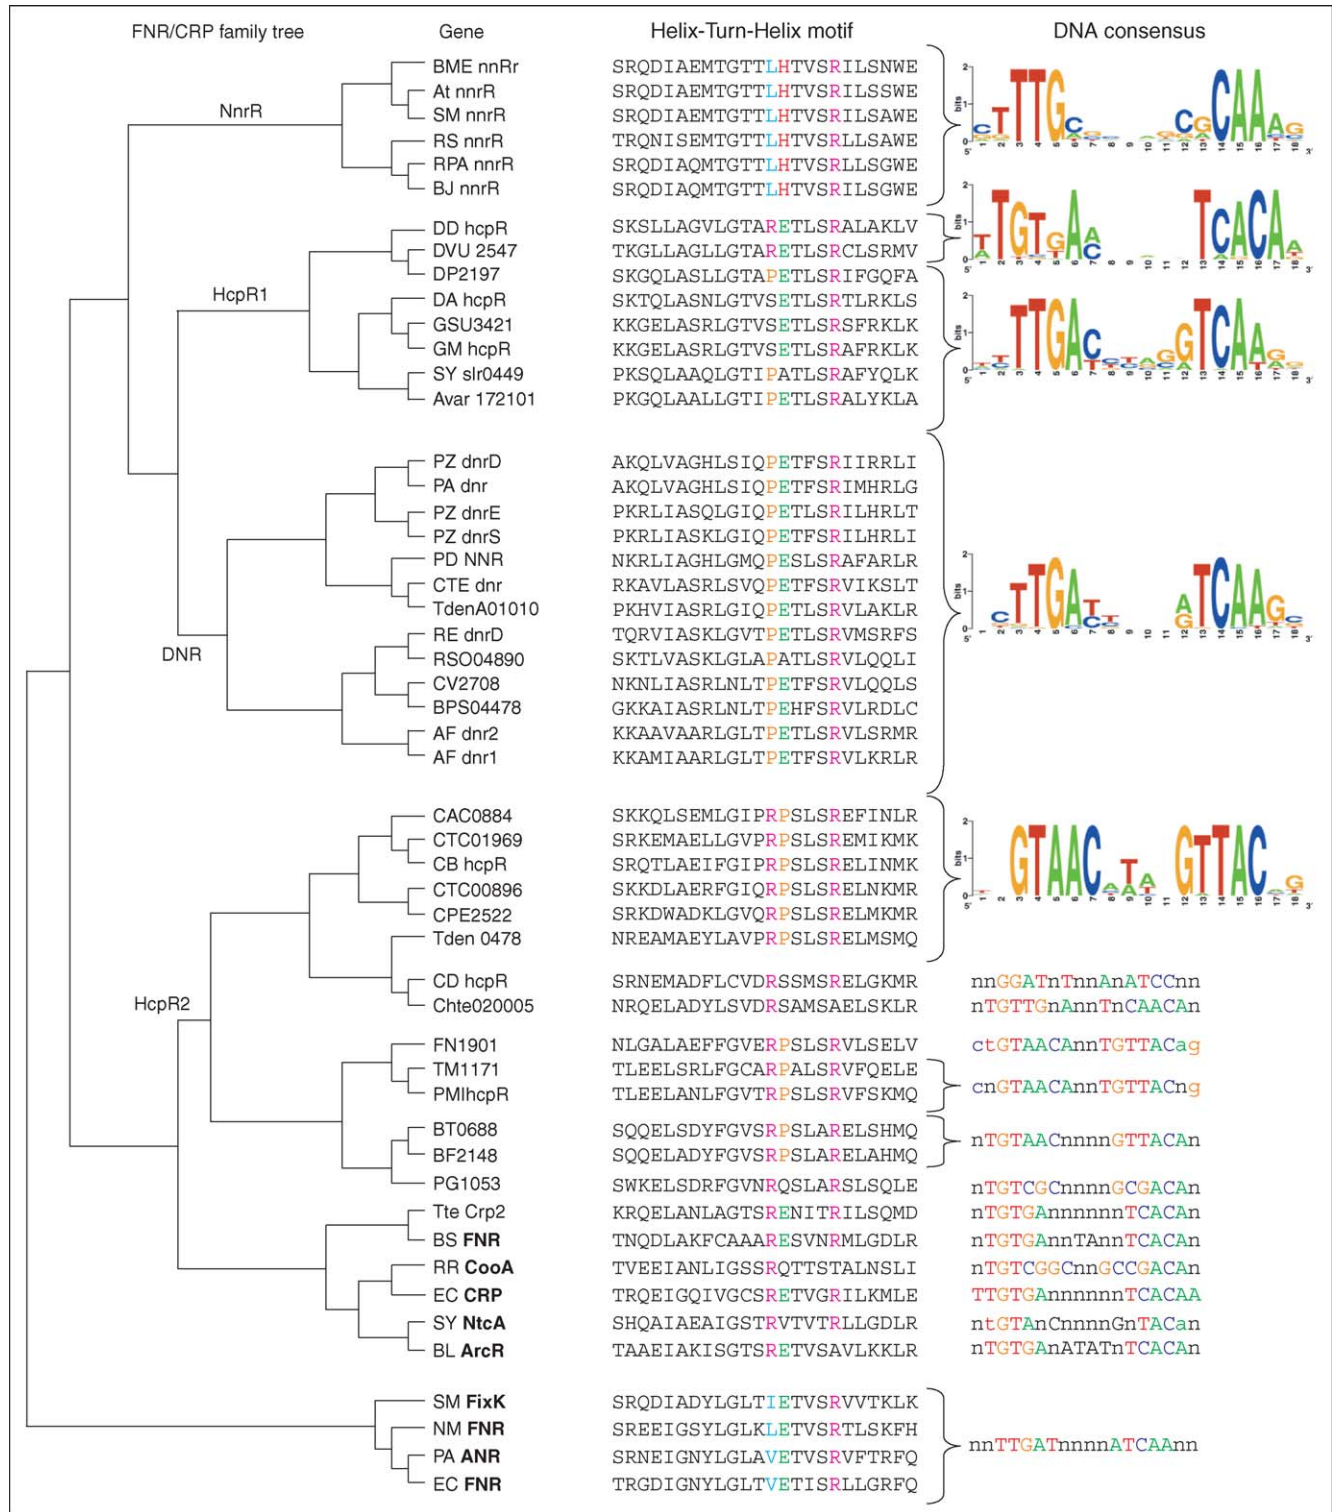 FNR/CRP family tree Gene Helix-Turn-Helix motif DNA consensus
BME nnRr SRQDIAEMTGTTLHTVSRILSNWE
At nnrR SRQDIAEMTGTTLHTVSRILSSWE
SM nnrR SRQDIAEMTGTTLHTVSRILSAWE
NnrR
RS nnrR TRQNISEMTGTTLHTVSRLLSAWE
RPA nnrR SRQDIAQMTGTTLHTVSRLLSGWE
BJ nnrR SRQDIAQMTGTTLHTVSRILSGWE
DD hcpR SKSLLAGVLGTARETLSRALAKLV
DVU 2547 TKGLLAGLLGTARETLSRCLSRMV
DP2197 SKGQLASLLGTAPETLSRIFGQFA
HcpR1
DA hcpR SKTQLASNLGTVSETLSRTLRKLS
GSU3421 KKGELASRLGTVSETLSRSFRKLK
GM hcpR KKGELASRLGTVSETLSRAFRKLK
SY slr0449 PKSQLAAQLGTIPATLSRAFYQLK
Avar 172101 PKGQLAALLGTIPETLSRALYKLA
PZ dnrD AKQLVAGHLSIQPETFSRIIRRLI
PA dnr AKQLVAGHLSIQPETFSRIMHRLG
PZ dnrE PKRLIASQLGIQPETLSRILHRLT
PZ dnrS PKRLIASKLGIQPETFSRILHRLI
PD NNR NKRLIAGHLGMQPESLSRAFARLR
CTE dnr RKAVLASRLSVQPETFSRVIKSLT
TdenA01010 PKHVIASRLGIQPETLSRVLAKLR
RE dnrD TQRVIASKLGVTPETLSRVMSRFS
DNR
RSO04890 SKTLVASKLGLAPATLSRVLQQLI
CV2708 NKNLIASRLNLTPETFSRVLQQLS
BPS04478 GKKAIASRLNLTPEHFSRVLRDLC
AF dnr2 KKAAVAARLGLTPETLSRVLSRMR
AF dnr1 KKAMIAARLGLTPETFSRVLKRLR
CAC0884 SKKQLSEMLGIPRPSLSREFINLR
CTC01969 SRKEMAELLGVPRPSLSREMIKMK
CB hcpR SRQTLAEIFGIPRPSLSRELINMK
CTC00896 SKKDLAERFGIQRPSLSRELNKMR
CPE2522 SRKDWADKLGVQRPSLSRELMKMR
Tden 0478 NREAMAEYLAVPRPSLSRELMSMQ
CD hcpR SRNEMADFLCVDRSSMSRELGKMR nnGGATnTnnAnATCCnn
HcpR2
Chte020005 NRQELADYLSVDRSAMSAELSKMR nTGTTGnAnnTnCAACAn
FN1901 NLGALAEFFGVERPSLSRVLSELV ctGTAACAnnTGTTACag
TM1171 TLEELSRLFGCARPALSRVFQELE
cnGTAACAnnTGTTACng
PMIhcpR TLEELANLFGVTRPSLSRVFSKMQ
BT0688 SQQELSDYFGVSRPSLARELSHMQ
nTGTAACnnnnGTTACAn
BF2148 SQQELADYFGVSRPSLARELAHMQ
PG1053 SWKELSDRFGVNRQSLARSLSQLE nTGTCGCnnnnGCGACAn
Tte Crp2 KRQELANLAGTSRENITRILSQMD nTGTGAnnnnnnTCACAn
BS FNR TNQDLAKFCAAARESVNRMLGDLR nTGTGAnnTAnnTCACAn
RR CooA TVEEIANLIGSSRQTTSTALNSLI nTGTCGGCnnGCCGACAn
EC CRP TRQEIGQIVGCSRETVGRILKMLE TTGTGAnnnnnnTCACAA
SY NtcA SHQAIAEAIGSTRVTVTRLLGDLR ntGTAnCnnnnGnTACan
BL ArcR TAAEIAKISGTSRETVSAVLKKLR nTGTGAnATATnTCACAn
SM FixK SRQDIADYLGLTIETVSRVVTKLK
NM FNR SREEIGSYLGLKLETVSRTLSKFH
nnTTGATnnnnATCAAnn
PA ANR SRNEIGNYLGLAVETVSRVFTRFQ
EC FNR TRGDIGNYLGLTVETISRLLGRFQ